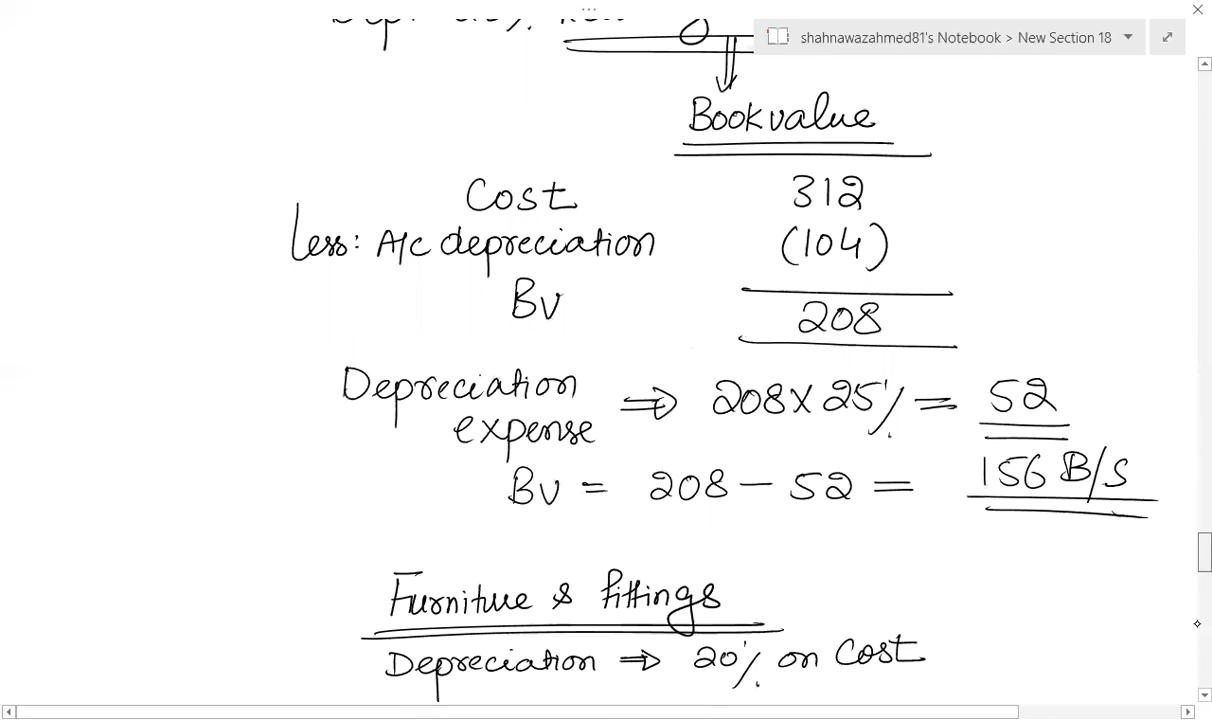 shahnawazahmed81's Notebook > New Section 18
Book value
Cost 312
Less: A/c depreciation (104)
BV 208
Depreciation expense ⇒ 208 × 25% = 52
BV = 208 – 52 = 156 B/S
Furniture & fittings
Depreciation ⇒ 20% on cost